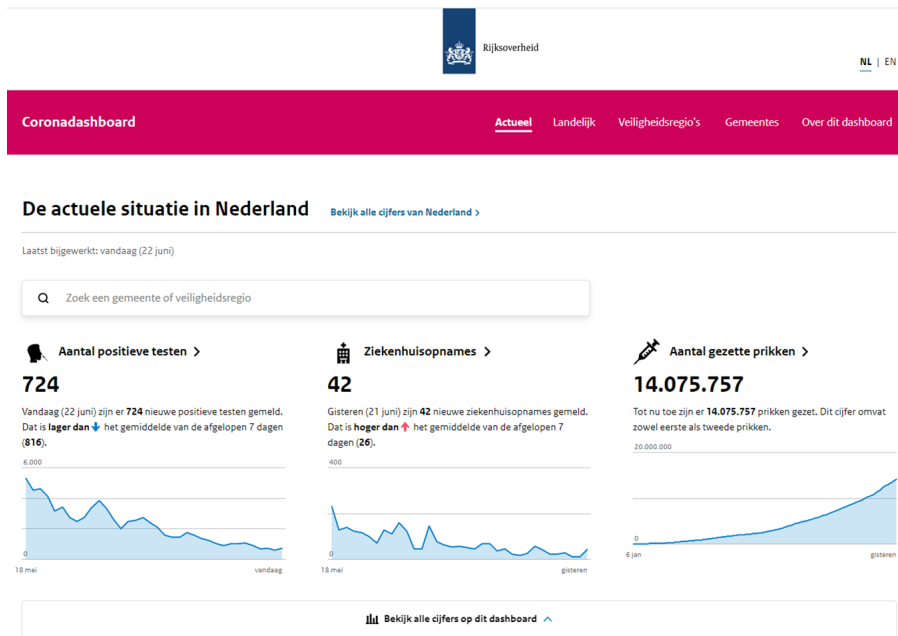 Rijksoverheid
NL | EN
Coronadashboard
Actueel Landelijk Veiligheidsregio's Gemeentes Over dit dashboard
De actuele situatie in Nederland Bekijk alle cijfers van Nederland >
Laatst bijgewerkt: vandaag (22 juni)
Zoek een gemeente of veiligheidsregio
Aantal positieve testen >
724
Vandaag (22 juni) zijn er 724 nieuwe positieve testen gemeld.
Dat is lager dan het gemiddelde van de afgelopen 7 dagen
(816).
6.000
0
18 mei vandaag
Ziekenhuisopnames >
42
Gisteren (21 juni) zijn 42 nieuwe ziekenhuisopnames gemeld.
Dat is hoger dan het gemiddelde van de afgelopen 7
dagen (26).
400
0
18 mei gisteren
Aantal gezette prikken >
14.075.757
Tot nu toe zijn er 14.075.757 prikken gezet. Dit cijfer omvat
zowel eerste als tweede prikken.
20.000.000
0
6 jan gisteren
Bekijk alle cijfers op dit dashboard